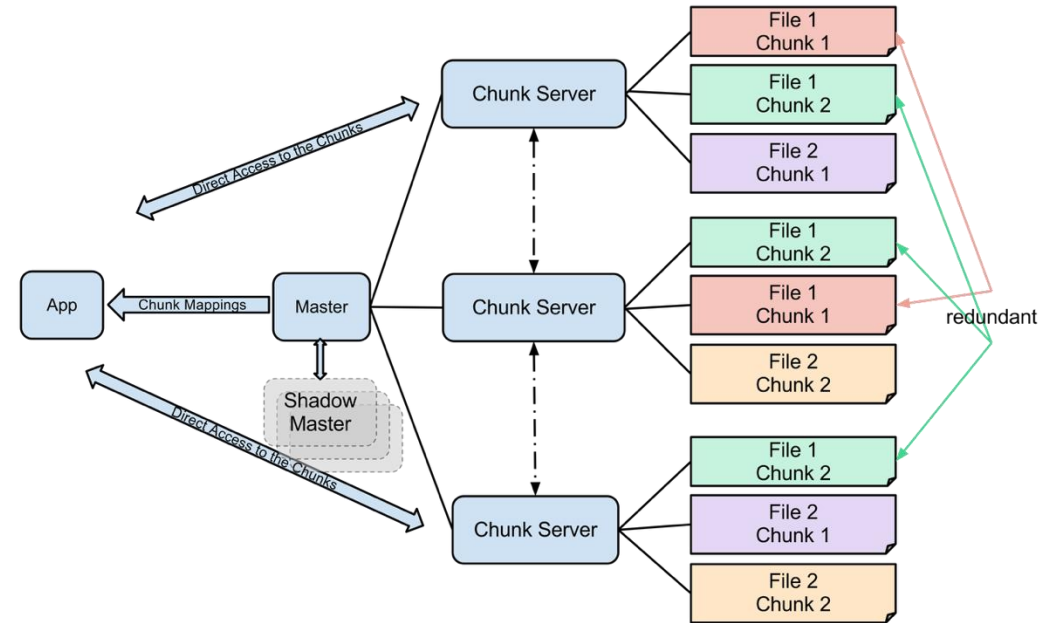 File 1
Chunk 1
Chunk Server
File 1
Chunk 2
Direct Access to the Chunks
File 2
Chunk 1
File 1
Chunk 2
App
Chunk Mappings
Master
Chunk Server
File 1
Chunk 1
redundant
Shadow
Master
File 2
Chunk 2
Direct Access to the Chunks
File 1
Chunk 2
Chunk Server
File 2
Chunk 1
File 2
Chunk 2